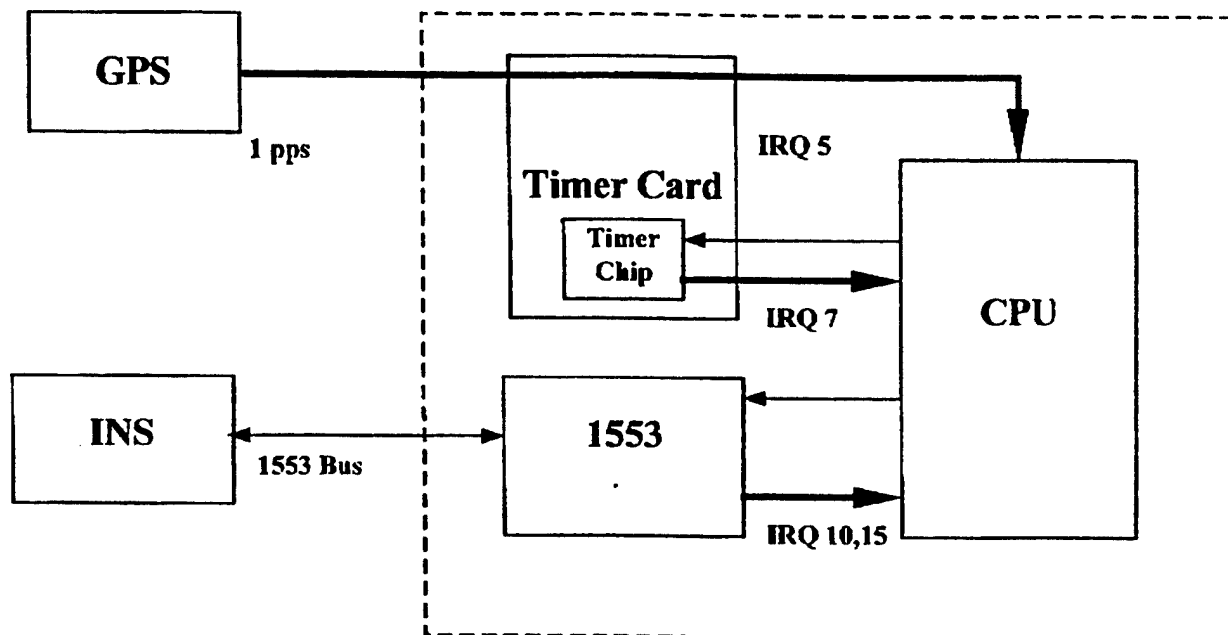 GPS
1 pps
IRQ 5
Timer Card
Timer
Chip
IRQ 7
CPU
INS
1553 Bus
1553
IRQ 10,15